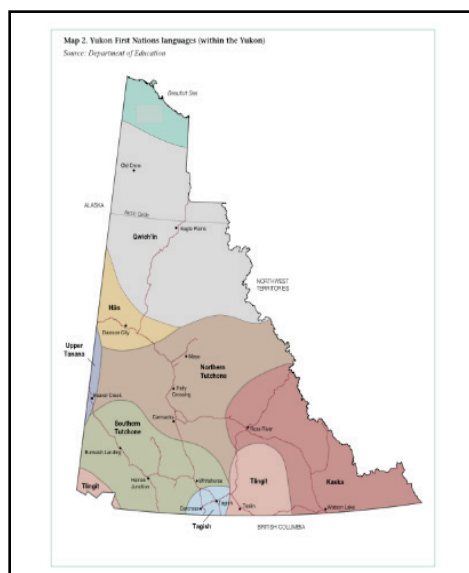 Map 2. Yukon First Nations languages (within the Yukon)
Source: Department of Education
Beaufort Sea
Old Crow
ALASKA
Arctic Circle
Eagle Plains
Gwich'in
NORTHWEST
TERRITORIES
Hän
Dawson City
Upper
Tanana
Mayo
Northern
Tutchone
Pelly
Crossing
Beaver Creek
Southern
Tutchone
Carmacks
Ross River
Burwash Landing
Haines
Junction
Whitehorse
Tlingit
Tlingit
Kaska
Carcross
Tagish
Teslin
Watson Lake
Tagish
BRITISH COLUMBIA